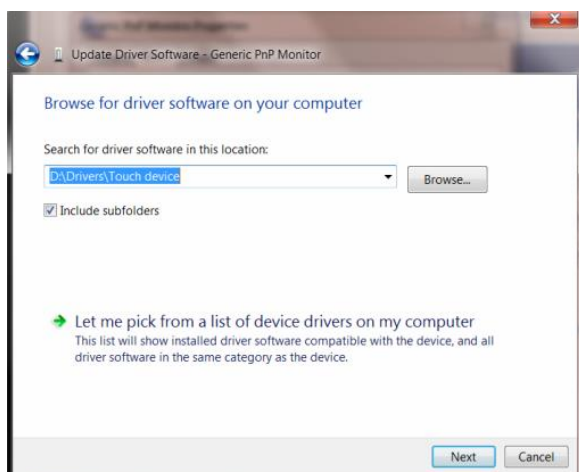 Update Driver Software - Generic PnP Monitor
Browse for driver software on your computer
Search for driver software in this location:
D:\Drivers\Touch device
Browse...
Include subfolders
Let me pick from a list of device drivers on my computer
This list will show installed driver software compatible with the device, and all
driver software in the same category as the device.
Next
Cancel